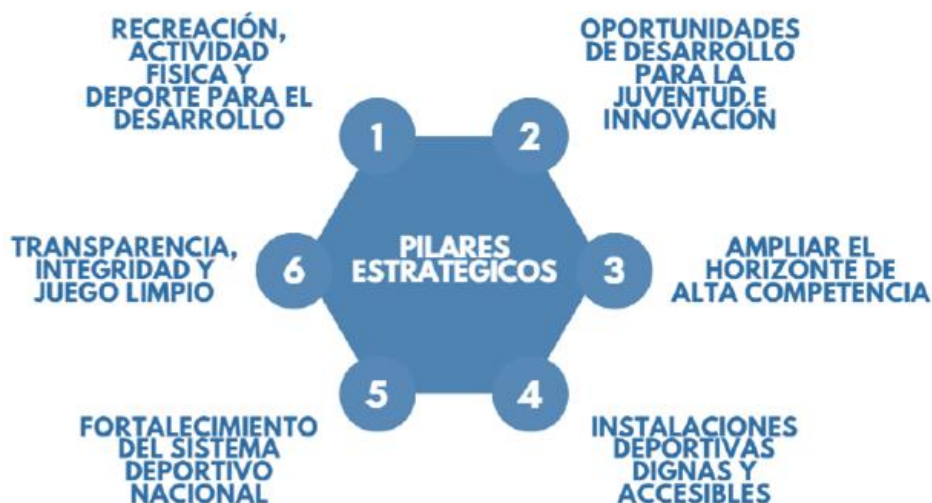 RECREACIÓN,
ACTIVIDAD
FISICA Y
DEPORTE PARA EL
DESARROLLO
1
OPORTUNIDADES
DE DESARROLLO
PARA LA
JUVENTUD E
INNOVACIÓN
2
PILARES
ESTRATEGICOS
AMPLIAR EL
HORIZONTE DE
ALTA COMPETENCIA
3
INSTALACIONES
DEPORTIVAS
DIGNAS Y
ACCESIBLES
4
FORTALECIMIENTO
DEL SISTEMA
DEPORTIVO
NACIONAL
5
TRANSPARENCIA,
INTEGRIDAD Y
JUEGO LIMPIO
6